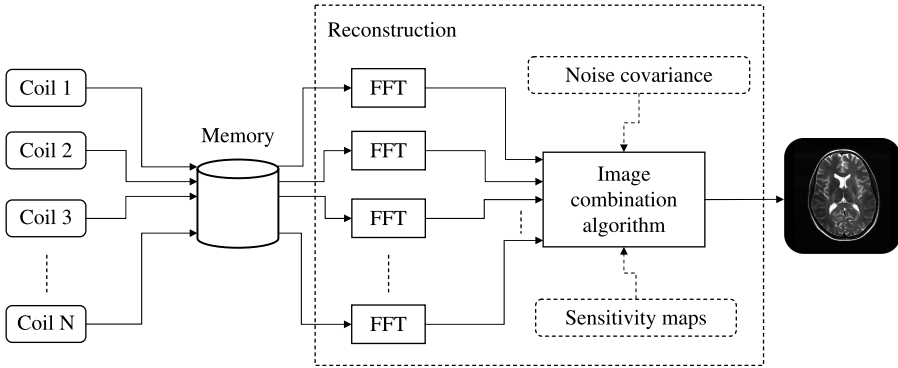 Reconstruction
Coil 1
FFT
Noise covariance
Memory
Coil 2
FFT
Image
combination
algorithm
Coil 3
FFT
Coil N
FFT
Sensitivity maps